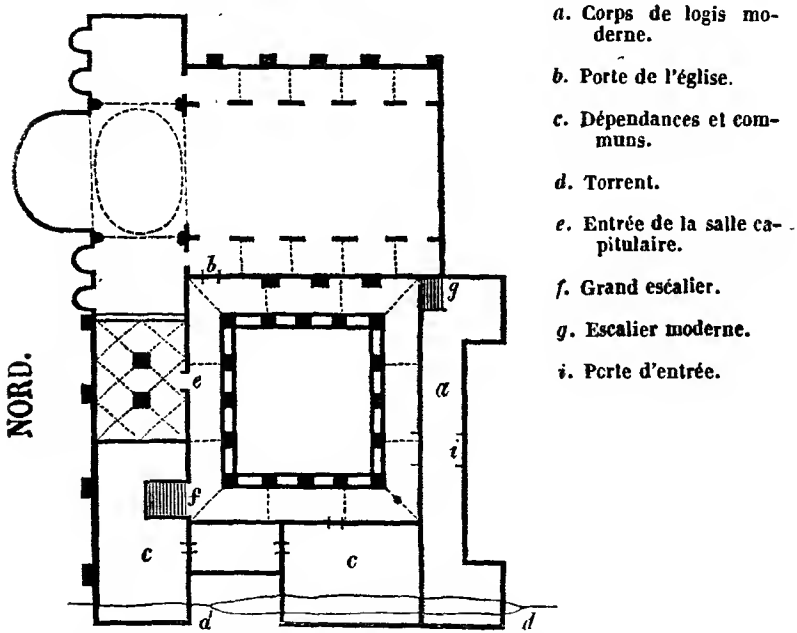 a. Corps de logis mo-
derne.
b. Porte de l'église.
c. Dépendances et com-
muns.
d. Torrent.
e. Entrée de la salle ca-
pitulaire.
f. Grand escalier.
g. Escalier moderne.
i. Pcrte d'entrée.
NORD.
b
g
e
a
i
f
c
c
d
d